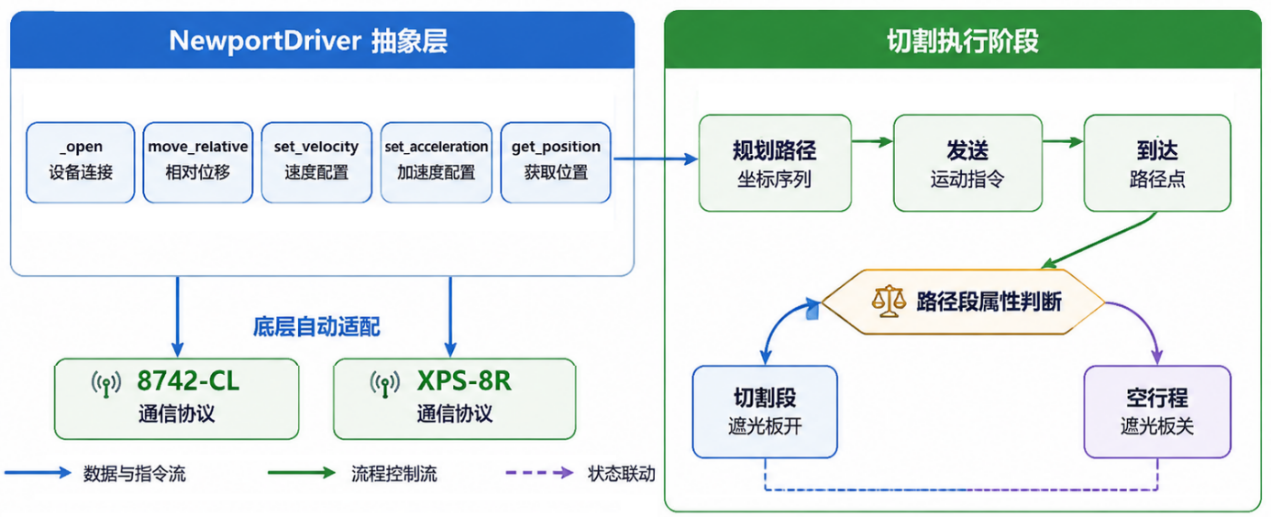 NewportDriver 抽象层
_open
设备连接
move_relative
相对位移
set_velocity
速度配置
set_acceleration
加速度配置
get_position
获取位置
底层自动适配
8742-CL
通信协议
XPS-8R
通信协议
数据与指令流
流程控制流
状态联动
切割执行阶段
规划路径
坐标序列
发送
运动指令
到达
路径点
路径段属性判断
切割段
遮光板开
空行程
遮光板关